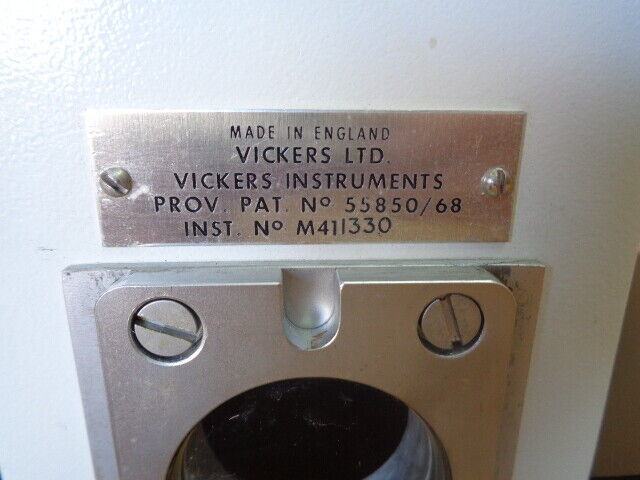 MADE IN ENGLAND
VICKERS LTD.
VICKERS INSTRUMENTS
PROV. PAT. Nº 55850/68
INST. Nº M411330